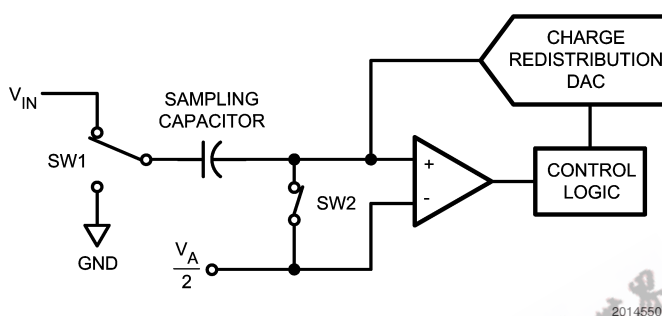 CHARGE
REDISTRIBUTION
DAC
V_IN
SAMPLING
CAPACITOR
SW1
+
-
CONTROL
LOGIC
SW2
GND
V_A
2
2014550